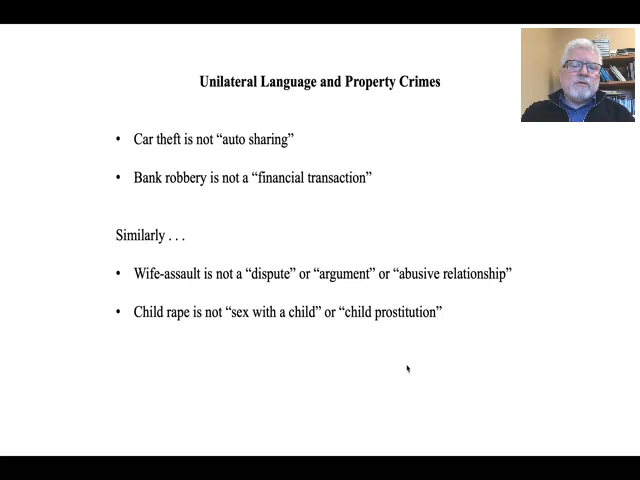 Unilateral Language and Property Crimes
• Car theft is not “auto sharing”
• Bank robbery is not a “financial transaction”
Similarly . . .
• Wife-assault is not a “dispute” or “argument” or “abusive relationship”
• Child rape is not “sex with a child” or “child prostitution”